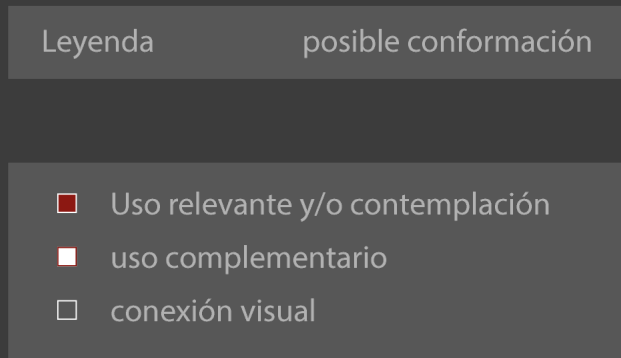 Leyenda posible conformación
Uso relevante y/o contemplación
uso complementario
conexión visual